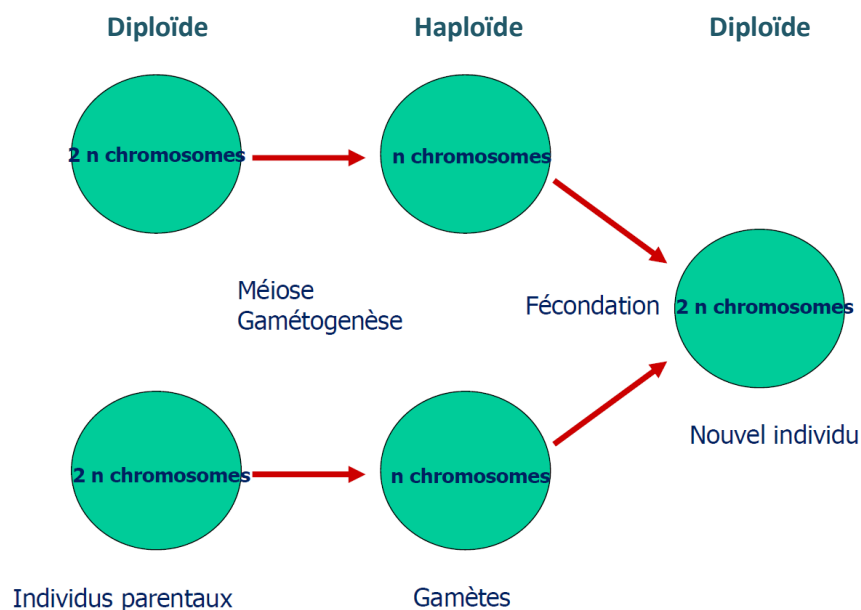 Diploïde
Haploïde
Diploïde
2 n chromosomes
n chromosomes
Méiose
Gamétogenèse
Fécondation
2 n chromosomes
Nouvel individu
2 n chromosomes
n chromosomes
Individus parentaux
Gamètes